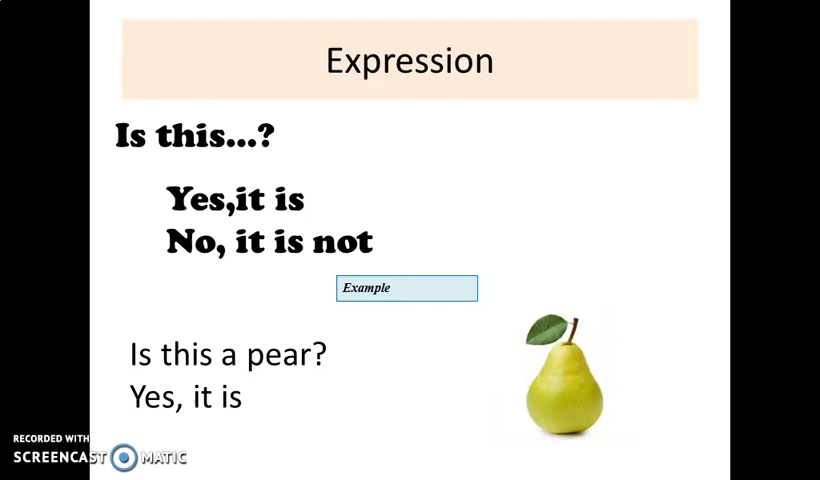 Expression
Is this...?
Yes,it is
No, it is not
Example
Is this a pear?
Yes, it is
RECORDED WITH
SCREENCAST MATIC